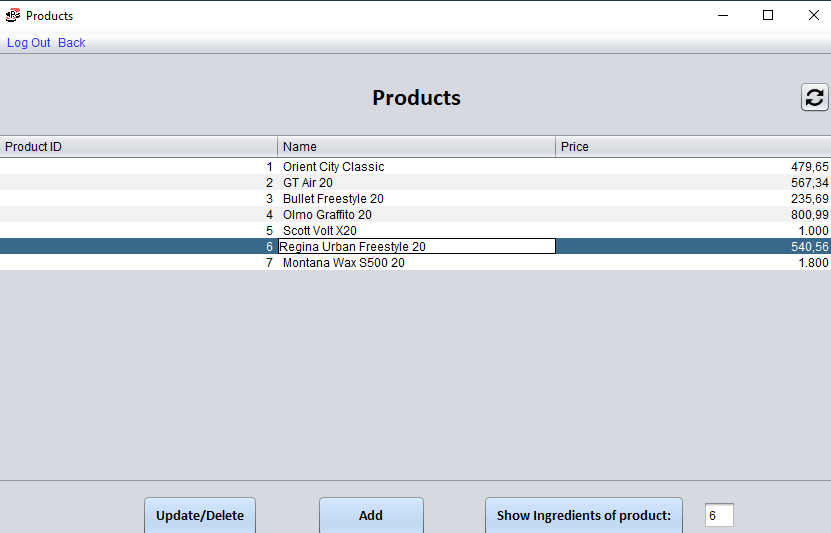 Products
Log Out Back
Products
Product ID Name Price
1 Orient City Classic 479,65
2 GT Air 20 567,34
3 Bullet Freestyle 20 235,69
4 Olmo Graffito 20 800,99
5 Scott Volt X20 1.000
6 Regina Urban Freestyle 20 540,56
7 Montana Wax S500 20 1.800
Update/Delete Add Show Ingredients of product: 6